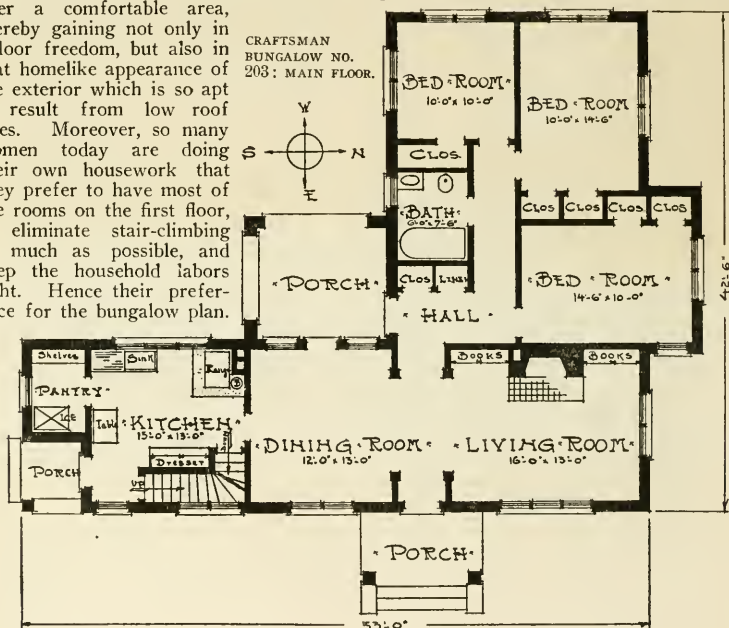 er a comfortable area,
ereby gaining not only in
loor freedom, but also in
at homelike appearance of
e exterior which is so apt
result from low roof
es. Moreover, so many
omen today are doing
eir own housework that
ey prefer to have most of
e rooms on the first floor,
eliminate stair-climbing
much as possible, and
ep the household labors
ht. Hence their prefer-
ce for the bungalow plan.
CRAFTSMAN
BUNGALOW NO.
203: MAIN FLOOR.
W
S N
E
BED ROOM
10'-0" x 10'-0"
BED ROOM
10'-0" x 14'-6"
CLOS.
BATH
6'-0" x 7'-6"
CLOS CLOS CLOS CLOS
PORCH
CLOS LINEN
BED ROOM
14'-6" x 10'-0"
HALL
42'-6"
Shelves
Sink
Range
B
BOOKS BOOKS
PANTRY
ICE
Table
KITCHEN
15'-0" x 13'-0"
Down
DINING ROOM
12'-0" x 13'-0"
LIVING ROOM
16'-0" x 13'-0"
PORCH
Dresser
UP
PORCH